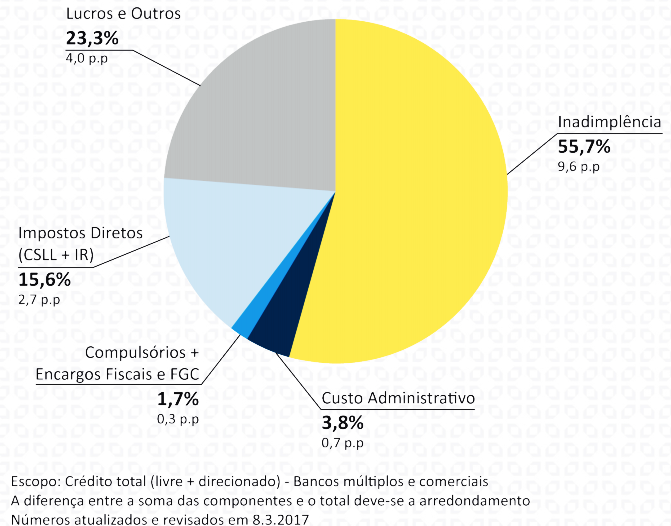 Lucros e Outros
23,3%
4,0 p.p
Inadimplência
55,7%
9,6 p.p
Impostos Diretos
(CSLL + IR)
15,6%
2,7 p.p
Compulsórios +
Encargos Fiscais e FGC
1,7%
0,3 p.p
Custo Administrativo
3,8%
0,7 p.p
Escopo: Crédito total (livre + direcionado) - Bancos múltiplos e comerciais
A diferença entre a soma das componentes e o total deve-se a arredondamento
Números atualizados e revisados em 8.3.2017